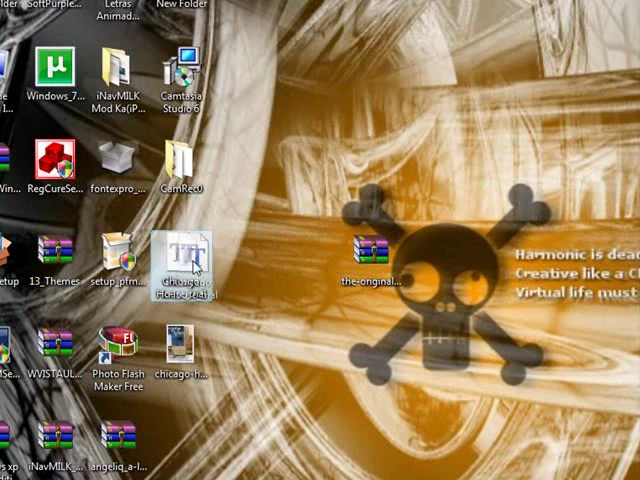 SoftPurple...
Letras
Animad...
New Folder
Windows_7...
iNavMILK
Mod Ka(iP...
Camtasia
Studio 6
RegCureSe...
fontexpro_...
CamRec0
13_Themes
setup_pfm...
the-original...
WVISTAUL...
Photo Flash
Maker Free
chicago-h...
iNavMILK_...
angeliq_a-l...
Harmonic is dead
Creative like a C
Virtual life must